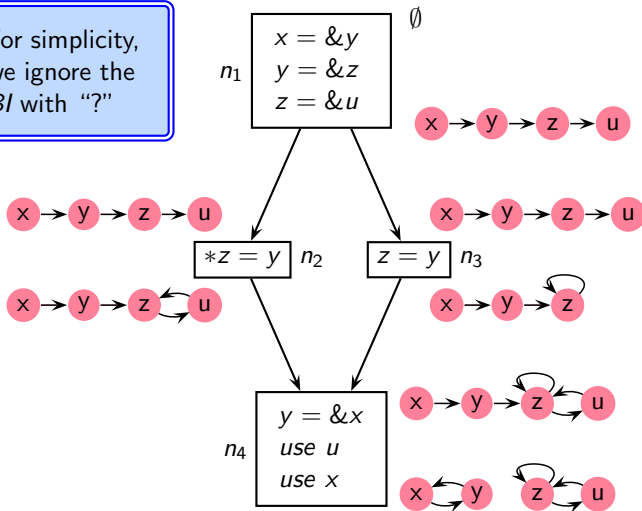 or simplicity,
we ignore the
BI with “?”
∅
n1
x = &y
y = &z
z = &u
x y z u
x y z u
x y z u
*z = y n2
z = y n3
x y z u
x y z
n4
y = &x
use u
use x
x y z u
x y z u